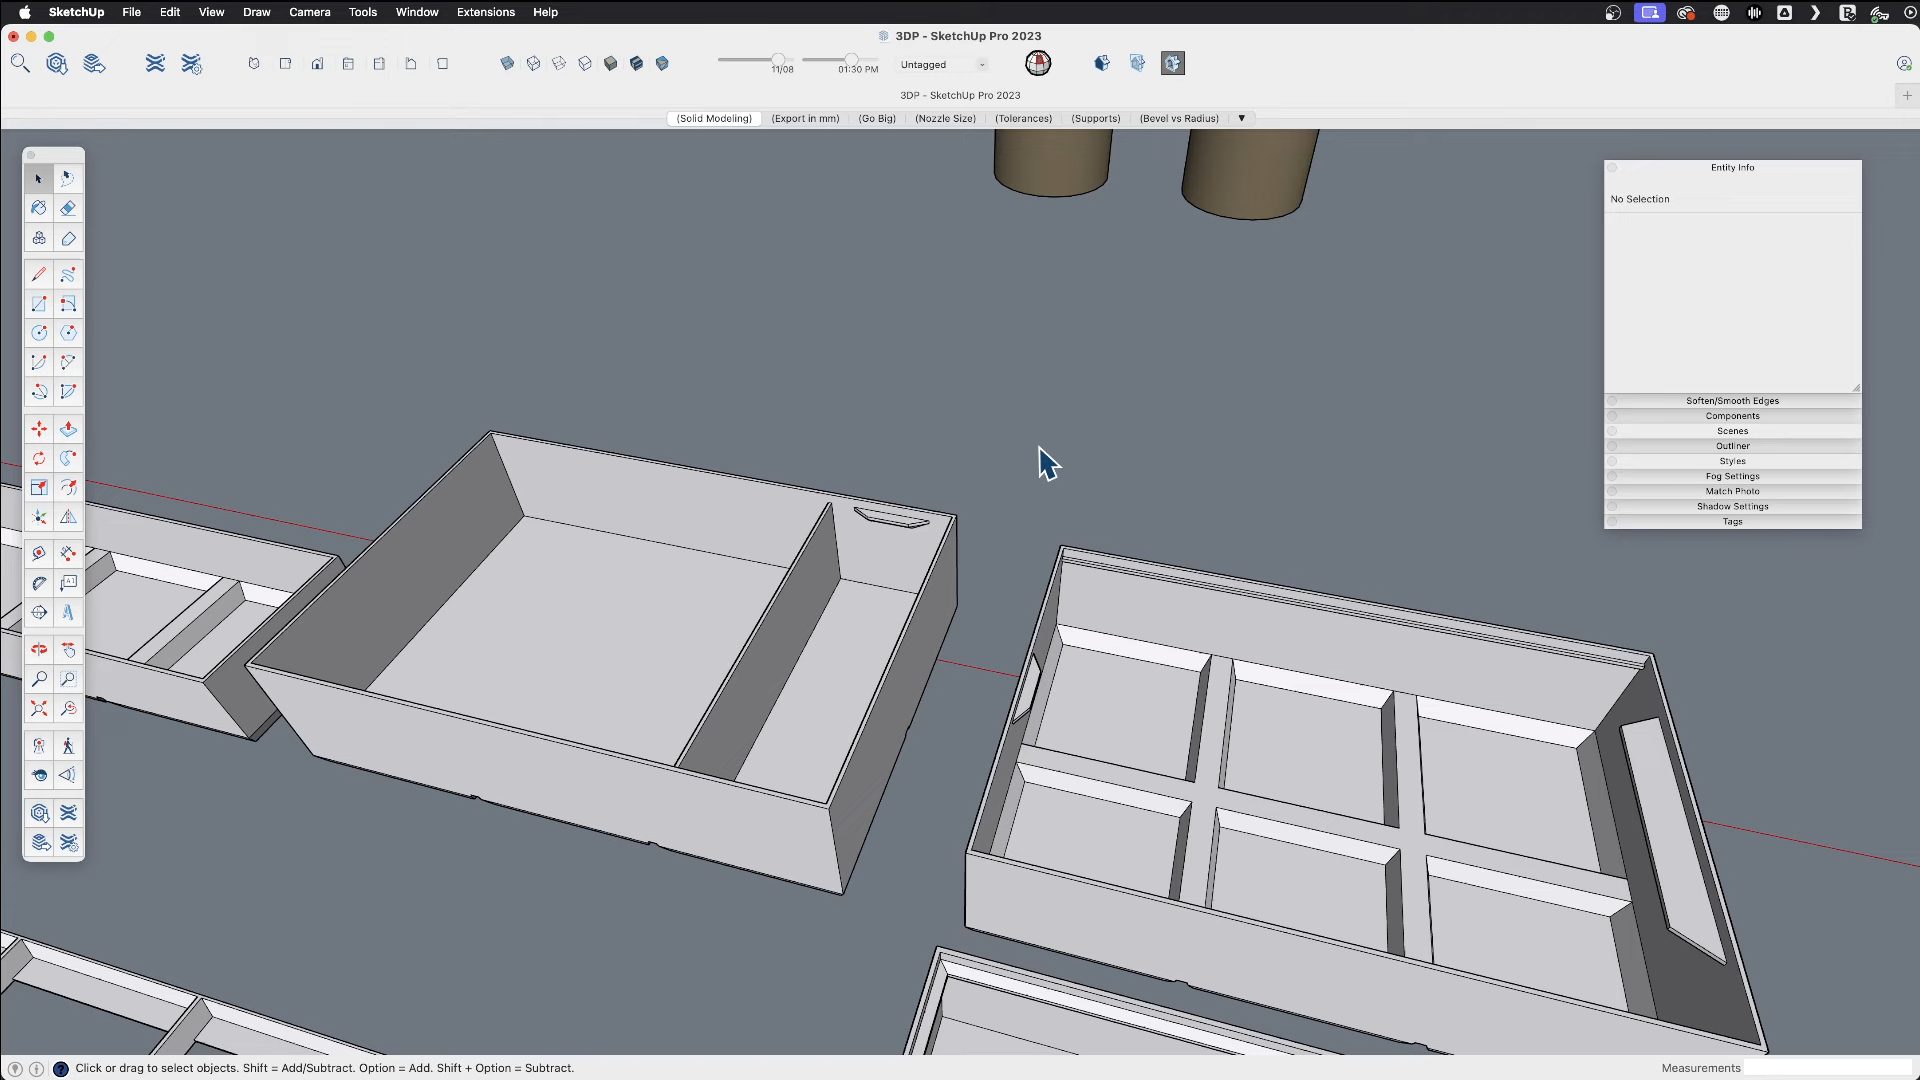 SketchUp File Edit View Draw Camera Tools Window Extensions Help
3DP - SketchUp Pro 2023
11/08
01:30 PM
Untagged
3DP - SketchUp Pro 2023
(Solid Modeling) (Export in mm) (Go Big) (Nozzle Size) (Tolerances) (Supports) (Bevel vs Radius)
Entity Info
No Selection
Soften/Smooth Edges
Components
Scenes
Outliner
Styles
Fog Settings
Match Photo
Shadow Settings
Tags
Click or drag to select objects. Shift = Add/Subtract. Option = Add. Shift + Option = Subtract.
Measurements